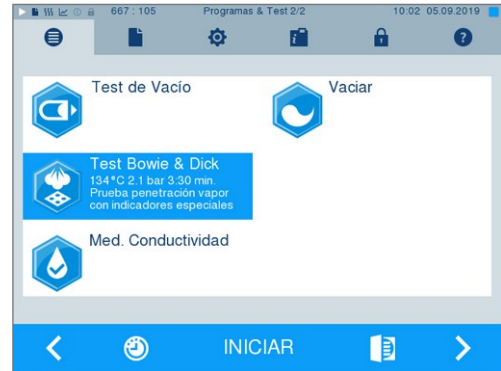 667 : 105 Programas & Test 2/2 10:02 05.09.2019
Test de Vacío
Vaciar
Test Bowie & Dick
134°C 2.1 bar 3:30 min.
Prueba penetración vapor
con indicadores especiales
Med. Conductividad
INICIAR